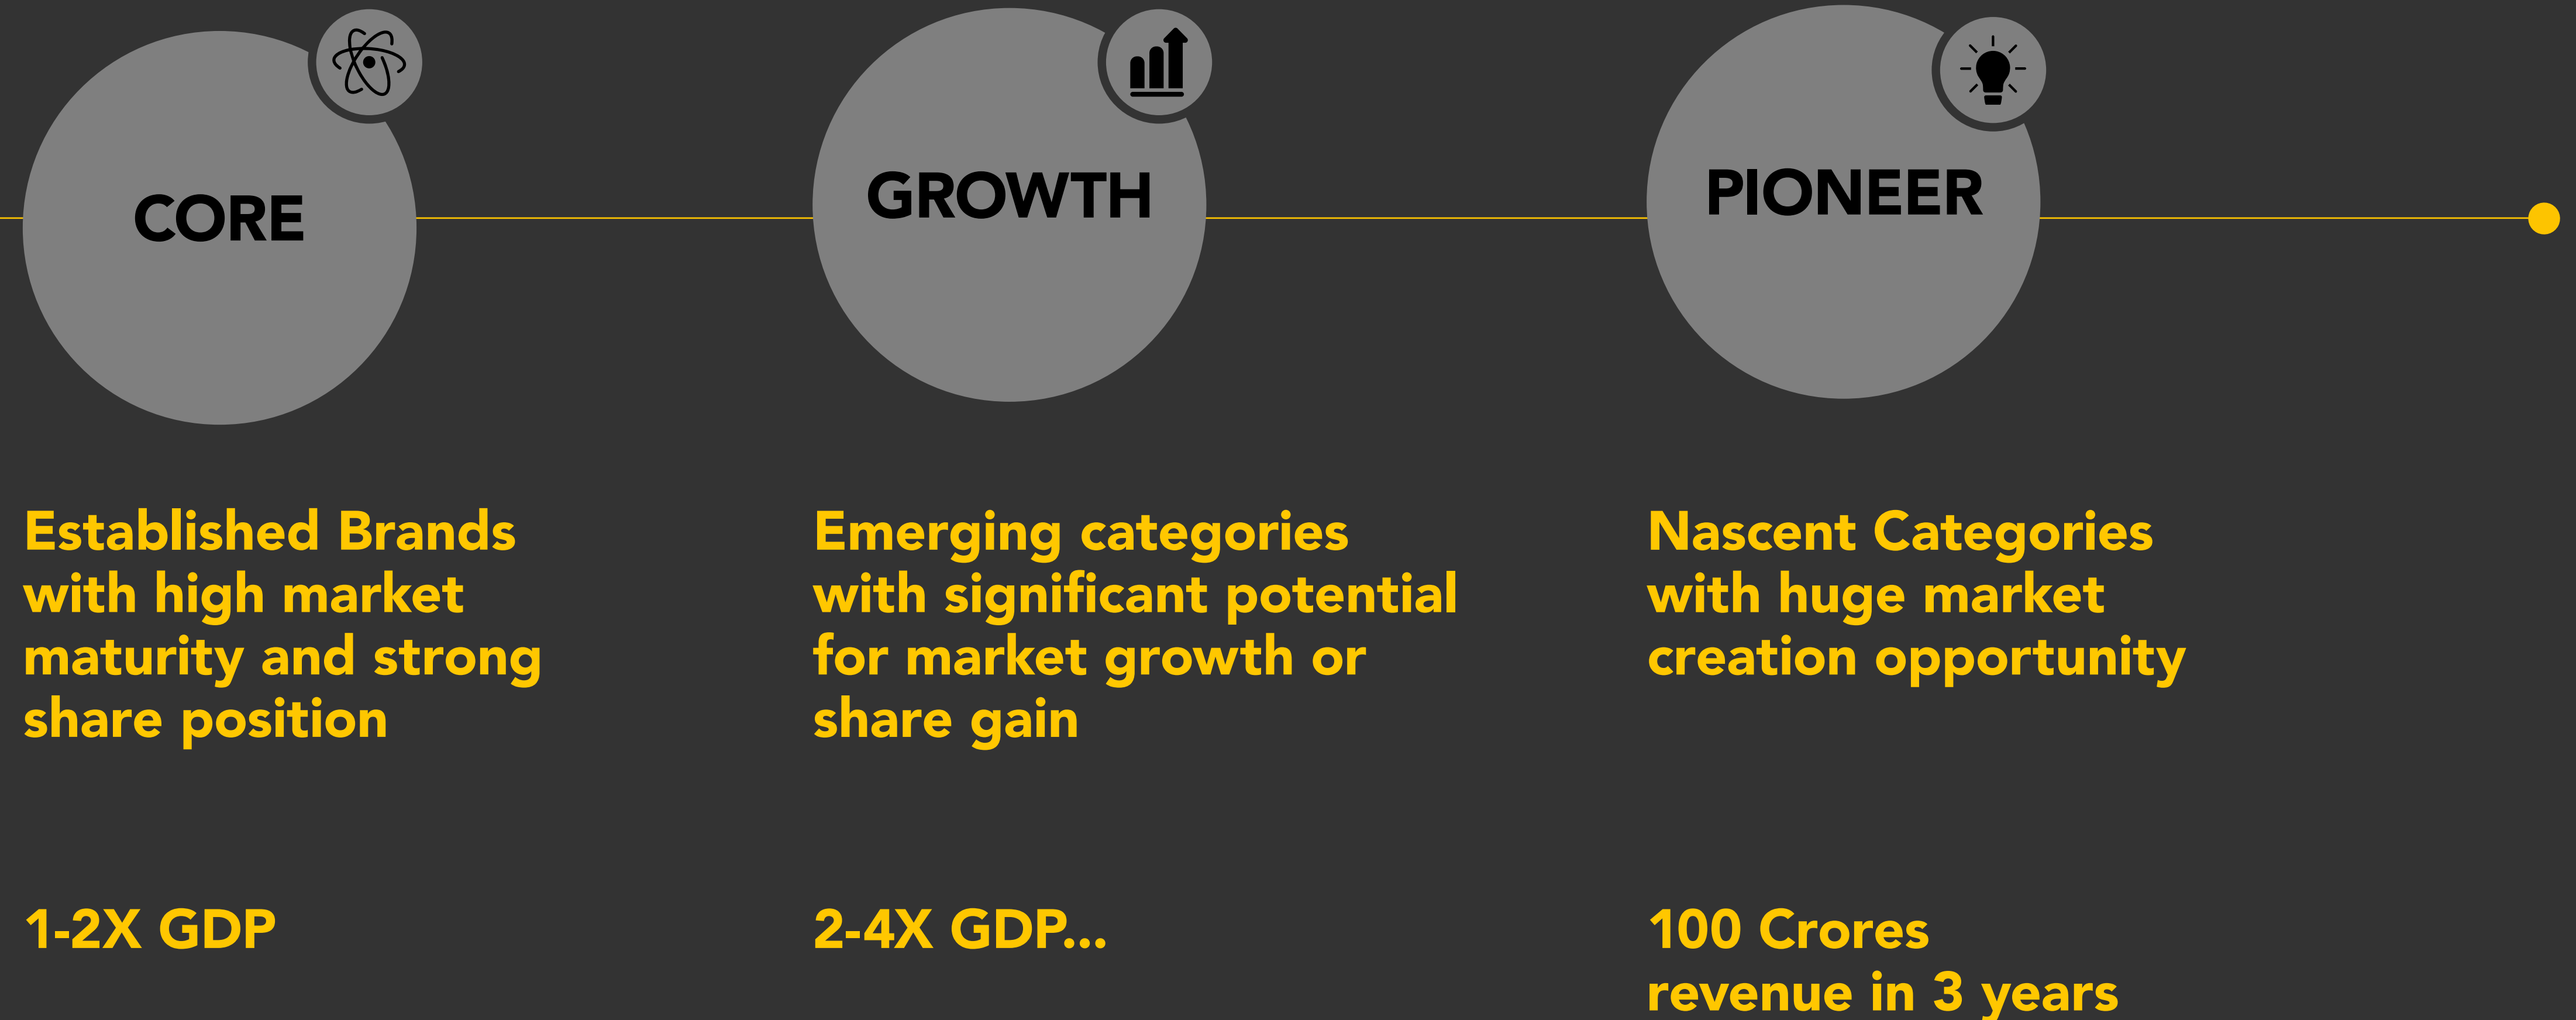 CORE
GROWTH
PIONEER
Established Brands
with high market
maturity and strong
share position
Emerging categories
with significant potential
for market growth or
share gain
Nascent Categories
with huge market
creation opportunity
1-2X GDP
2-4X GDP...
100 Crores
revenue in 3 years